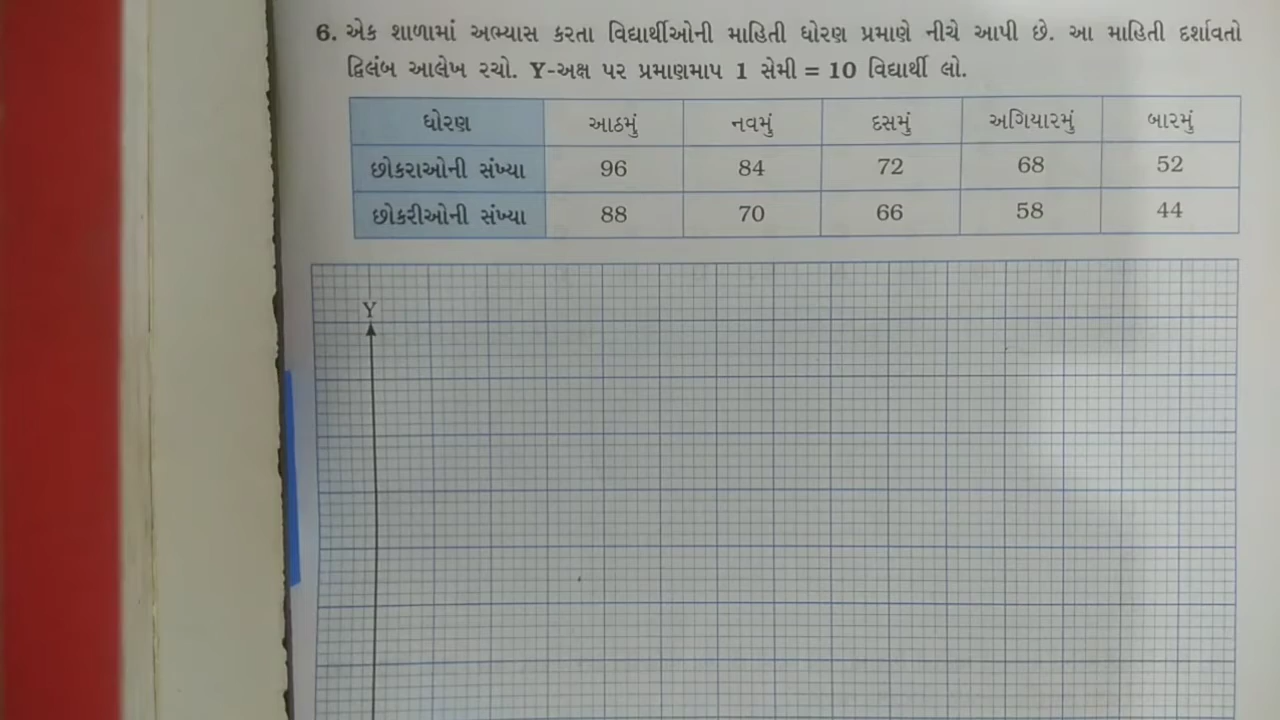 6. એક શાળામાં અભ્યાસ કરતા વિદ્યાર્થીઓની માહિતી ધોરણ પ્રમાણે નીચે આપી છે. આ માહિતી દર્શાવતો
દ્વિલંબ આલેખ રચો. Y-અક્ષ પર પ્રમાણમાપ 1 સેમી = 10 વિદ્યાર્થી લો.
ધોરણ આઠમું નવમું દસમું અગિયારમું બારમું
છોકરાઓની સંખ્યા 96 84 72 68 52
છોકરીઓની સંખ્યા 88 70 66 58 44
Y